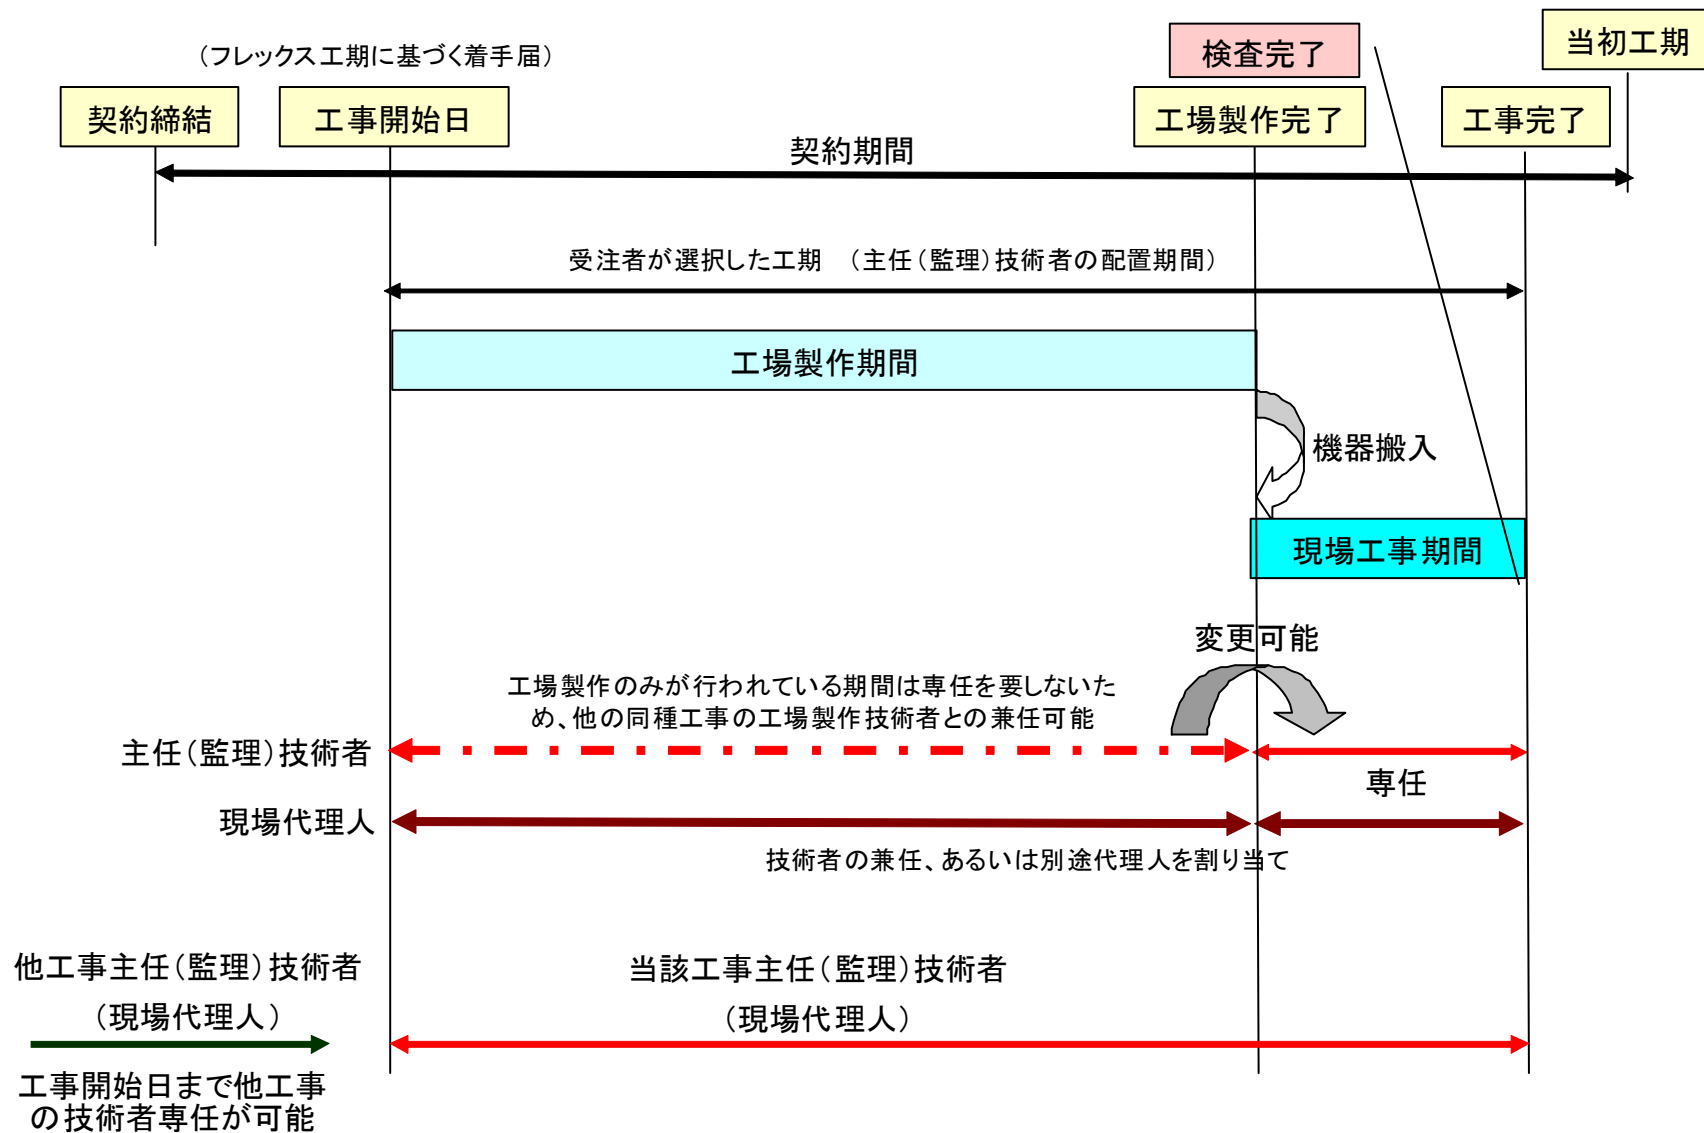 当初工期
検査完了
（フレックス工期に基づく着手届）
契約締結
工事開始日
工場製作完了
工事完了
契約期間
受注者が選択した工期　（主任（監理）技術者の配置期間）
工場製作期間
機器搬入
現場工事期間
変更可能
工場製作のみが行われている期間は専任を要しないた
め、他の同種工事の工場製作技術者との兼任可能
主任（監理）技術者
専任
現場代理人
技術者の兼任、あるいは別途代理人を割り当て
他工事主任（監理）技術者
（現場代理人）
当該工事主任（監理）技術者
（現場代理人）
工事開始日まで他工事
の技術者専任が可能